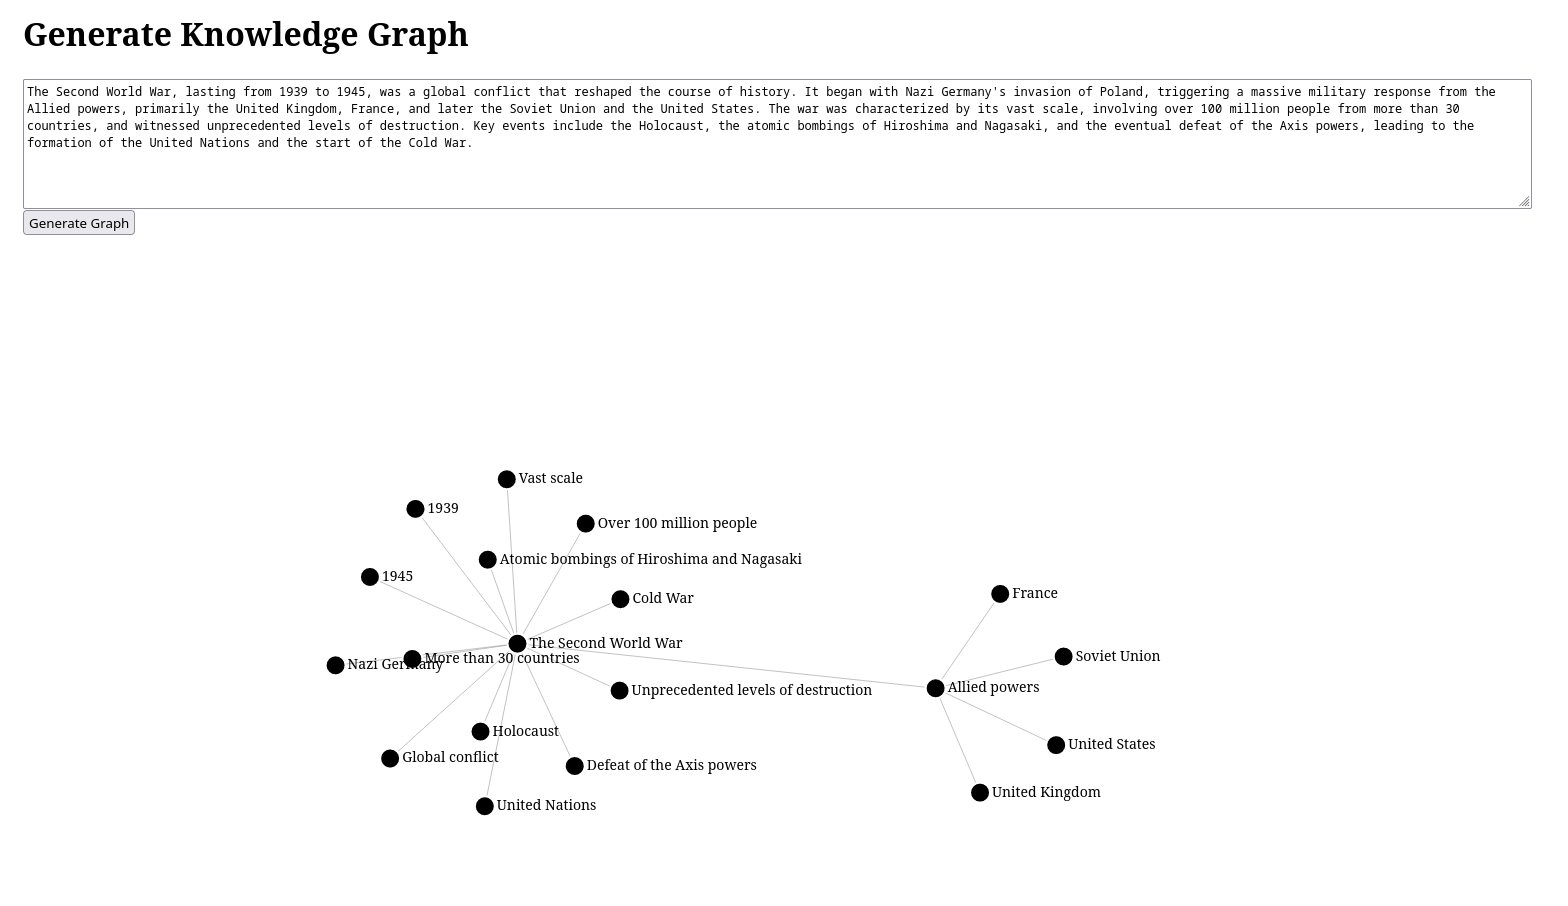 Generate Knowledge Graph
The Second World War, lasting from 1939 to 1945, was a global conflict that reshaped the course of history. It began with Nazi Germany's invasion of Poland, triggering a massive military response from the
Allied powers, primarily the United Kingdom, France, and later the Soviet Union and the United States. The war was characterized by its vast scale, involving over 100 million people from more than 30
countries, and witnessed unprecedented levels of destruction. Key events include the Holocaust, the atomic bombings of Hiroshima and Nagasaki, and the eventual defeat of the Axis powers, leading to the
formation of the United Nations and the start of the Cold War.
Generate Graph
Vast scale
1939
Over 100 million people
Atomic bombings of Hiroshima and Nagasaki
1945
Cold War
France
The Second World War
Nazi Germany
More than 30 countries
Soviet Union
Unprecedented levels of destruction
Allied powers
Holocaust
United States
Global conflict
Defeat of the Axis powers
United Kingdom
United Nations